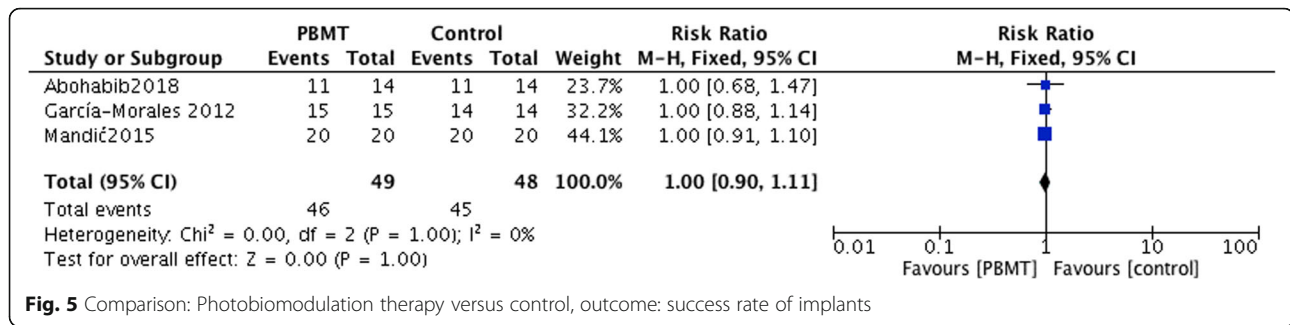 PBMT Control Risk Ratio Risk Ratio
Study or Subgroup Events Total Events Total Weight M-H, Fixed, 95% CI M-H, Fixed, 95% CI
Abohabib2018 11 14 11 14 23.7% 1.00 [0.68, 1.47]
García-Morales 2012 15 15 14 14 32.2% 1.00 [0.88, 1.14]
Mandić2015 20 20 20 20 44.1% 1.00 [0.91, 1.10]
Total (95% CI) 49 48 100.0% 1.00 [0.90, 1.11]
Total events 46 45
Heterogeneity: Chi² = 0.00, df = 2 (P = 1.00); I² = 0%
Test for overall effect: Z = 0.00 (P = 1.00)
0.01 0.1 1 10 100
Favours [PBMT] Favours [control]
Fig. 5 Comparison: Photobiomodulation therapy versus control, outcome: success rate of implants